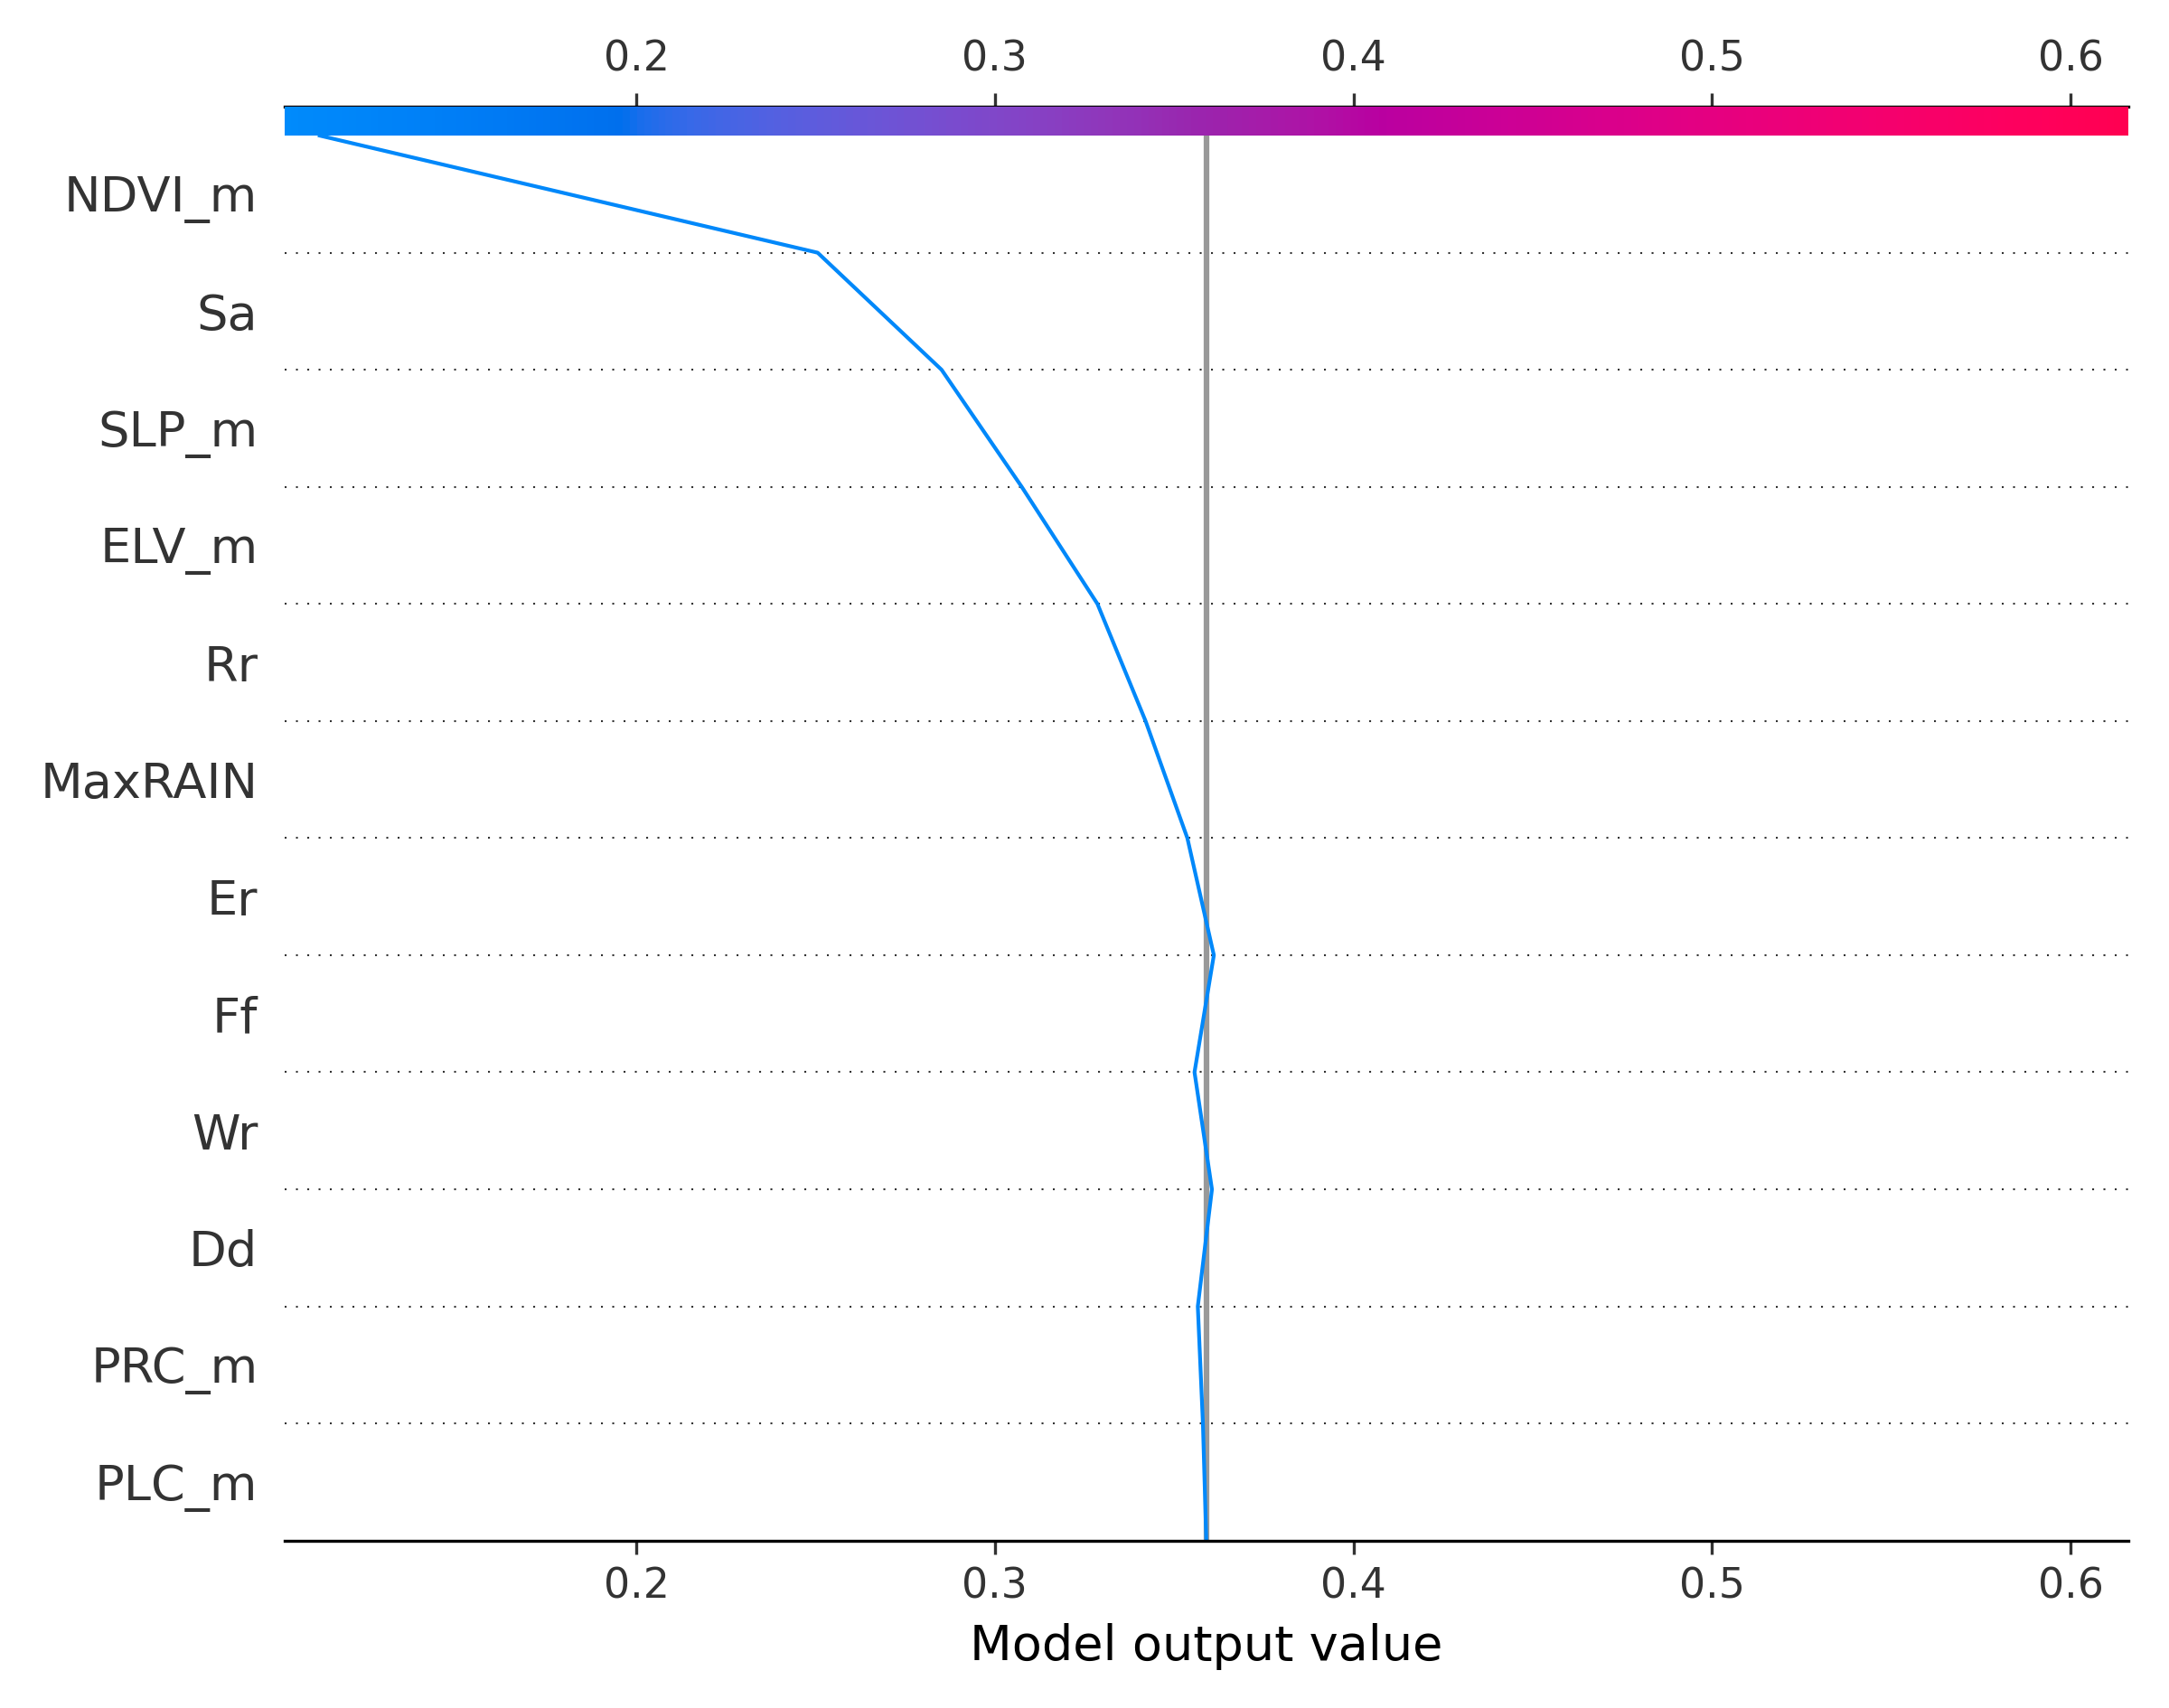 0.2 0.3 0.4 0.5 0.6
NDVI_m
Sa
SLP_m
ELV_m
Rr
MaxRAIN
Er
Ff
Wr
Dd
PRC_m
PLC_m
0.2 0.3 0.4 0.5 0.6
Model output value